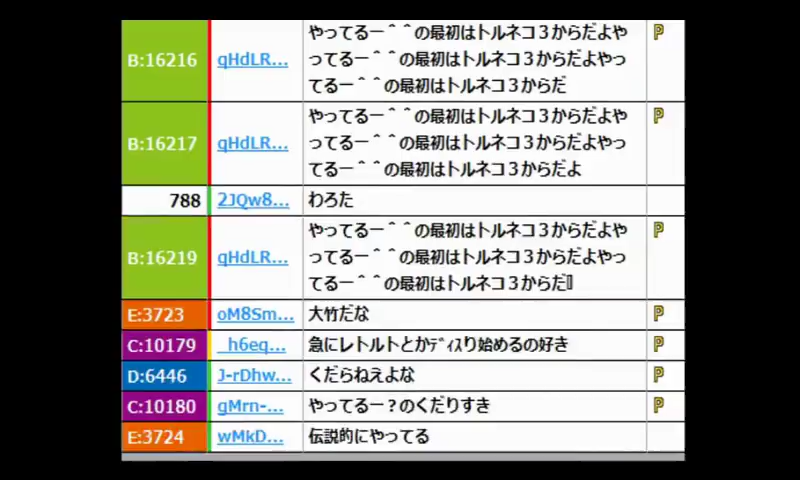 B:16216 qHdLR... やってるー＾＾の最初はトルネコ３からだよや P
ってるー＾＾の最初はトルネコ３からだよやっ
てるー＾＾の最初はトルネコ３からだ
B:16217 qHdLR... やってるー＾＾の最初はトルネコ３からだよや P
ってるー＾＾の最初はトルネコ３からだよやっ
てるー＾＾の最初はトルネコ３からだよ
788 2JQw8... わろた
B:16219 qHdLR... やってるー＾＾の最初はトルネコ３からだよや P
ってるー＾＾の最初はトルネコ３からだよやっ
てるー＾＾の最初はトルネコ３からだ
E:3723 oM8Sm... 大竹だな P
C:10179 _h6eq... 急にレトルトとかﾃﾞｨｽり始めるの好き P
D:6446 J-rDhw... くだらねえよな P
C:10180 gMrn-... やってるー？のくだりすき P
E:3724 wMkD... 伝説的にやってる